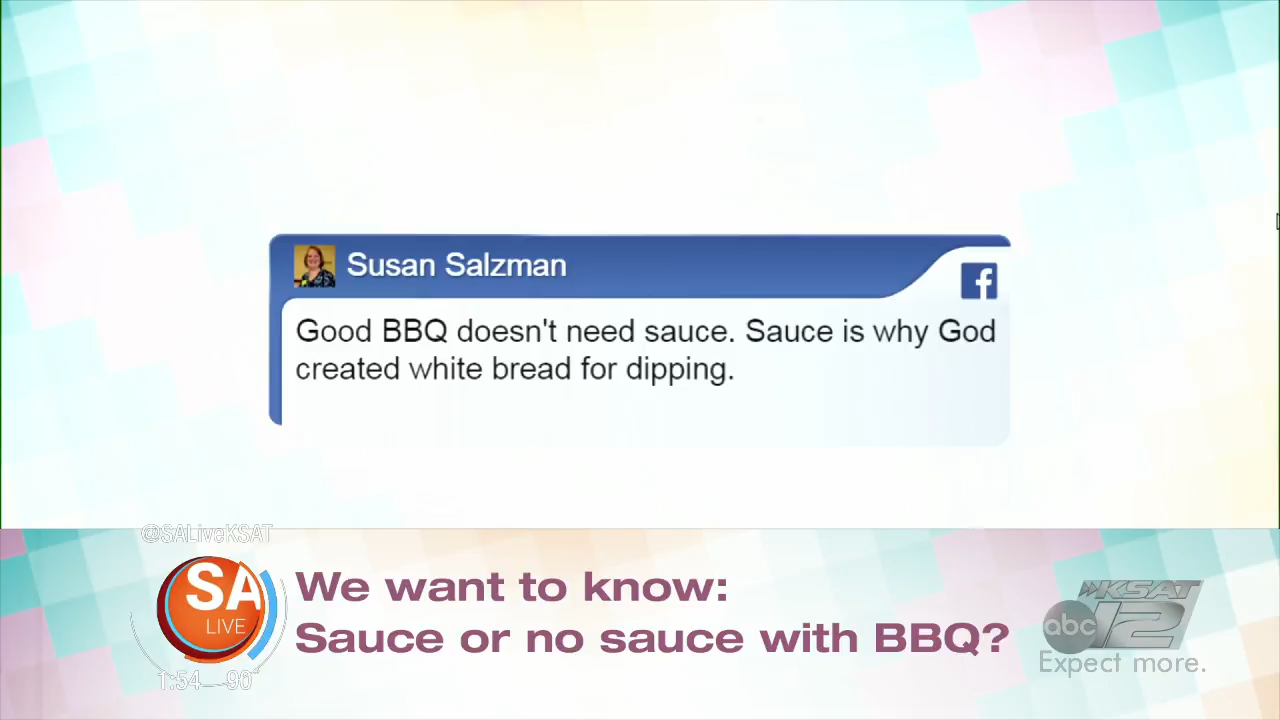 Susan Salzman
f
Good BBQ doesn't need sauce. Sauce is why God
created white bread for dipping.
@SALiveKSAT
SA
LIVE
We want to know:
Sauce or no sauce with BBQ?
1:54 90°
KSAT
abc 12
Expect more.